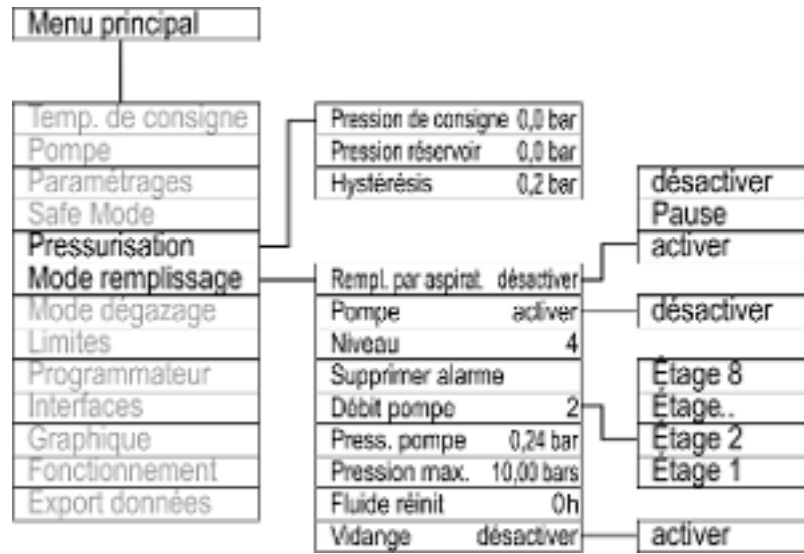 Menu principal
Temp. de consigne
Pompe
Paramétrages
Safe Mode
Pressurisation
Mode remplissage
Mode dégazage
Limites
Programmateur
Interfaces
Graphique
Fonctionnement
Export données
Pression de consigne 0,0 bar
Pression réservoir 0,0 bar
Hystérésis 0,2 bar
Rempl. par aspirat. désactiver
Pompe activer
Niveau 4
Supprimer alarme
Débit pompe 2
Press. pompe 0,24 bar
Pression max. 10,00 bars
Fluide réinit 0h
Vidange désactiver
désactiver
Pause
activer
désactiver
Étage 8
Étage..
Étage 2
Étage 1
activer